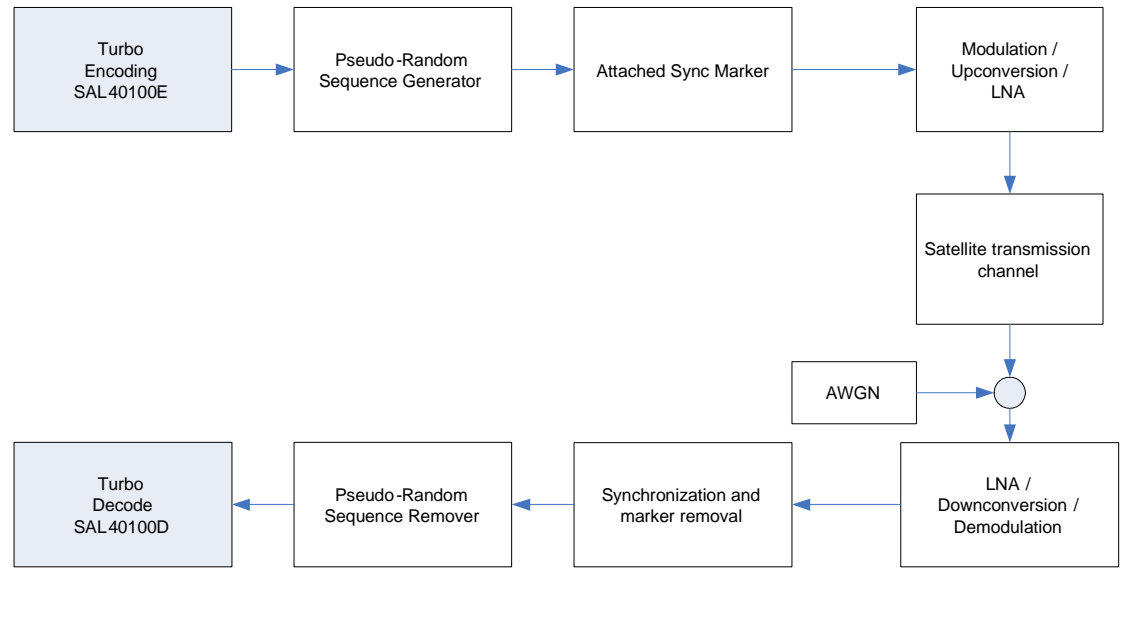 Turbo
Encoding
SAL40100E
Pseudo-Random
Sequence Generator
Attached Sync Marker
Modulation /
Upconversion /
LNA
Satellite transmission
channel
AWGN
Turbo
Decode
SAL40100D
Pseudo-Random
Sequence Remover
Synchronization and
marker removal
LNA /
Downconversion /
Demodulation